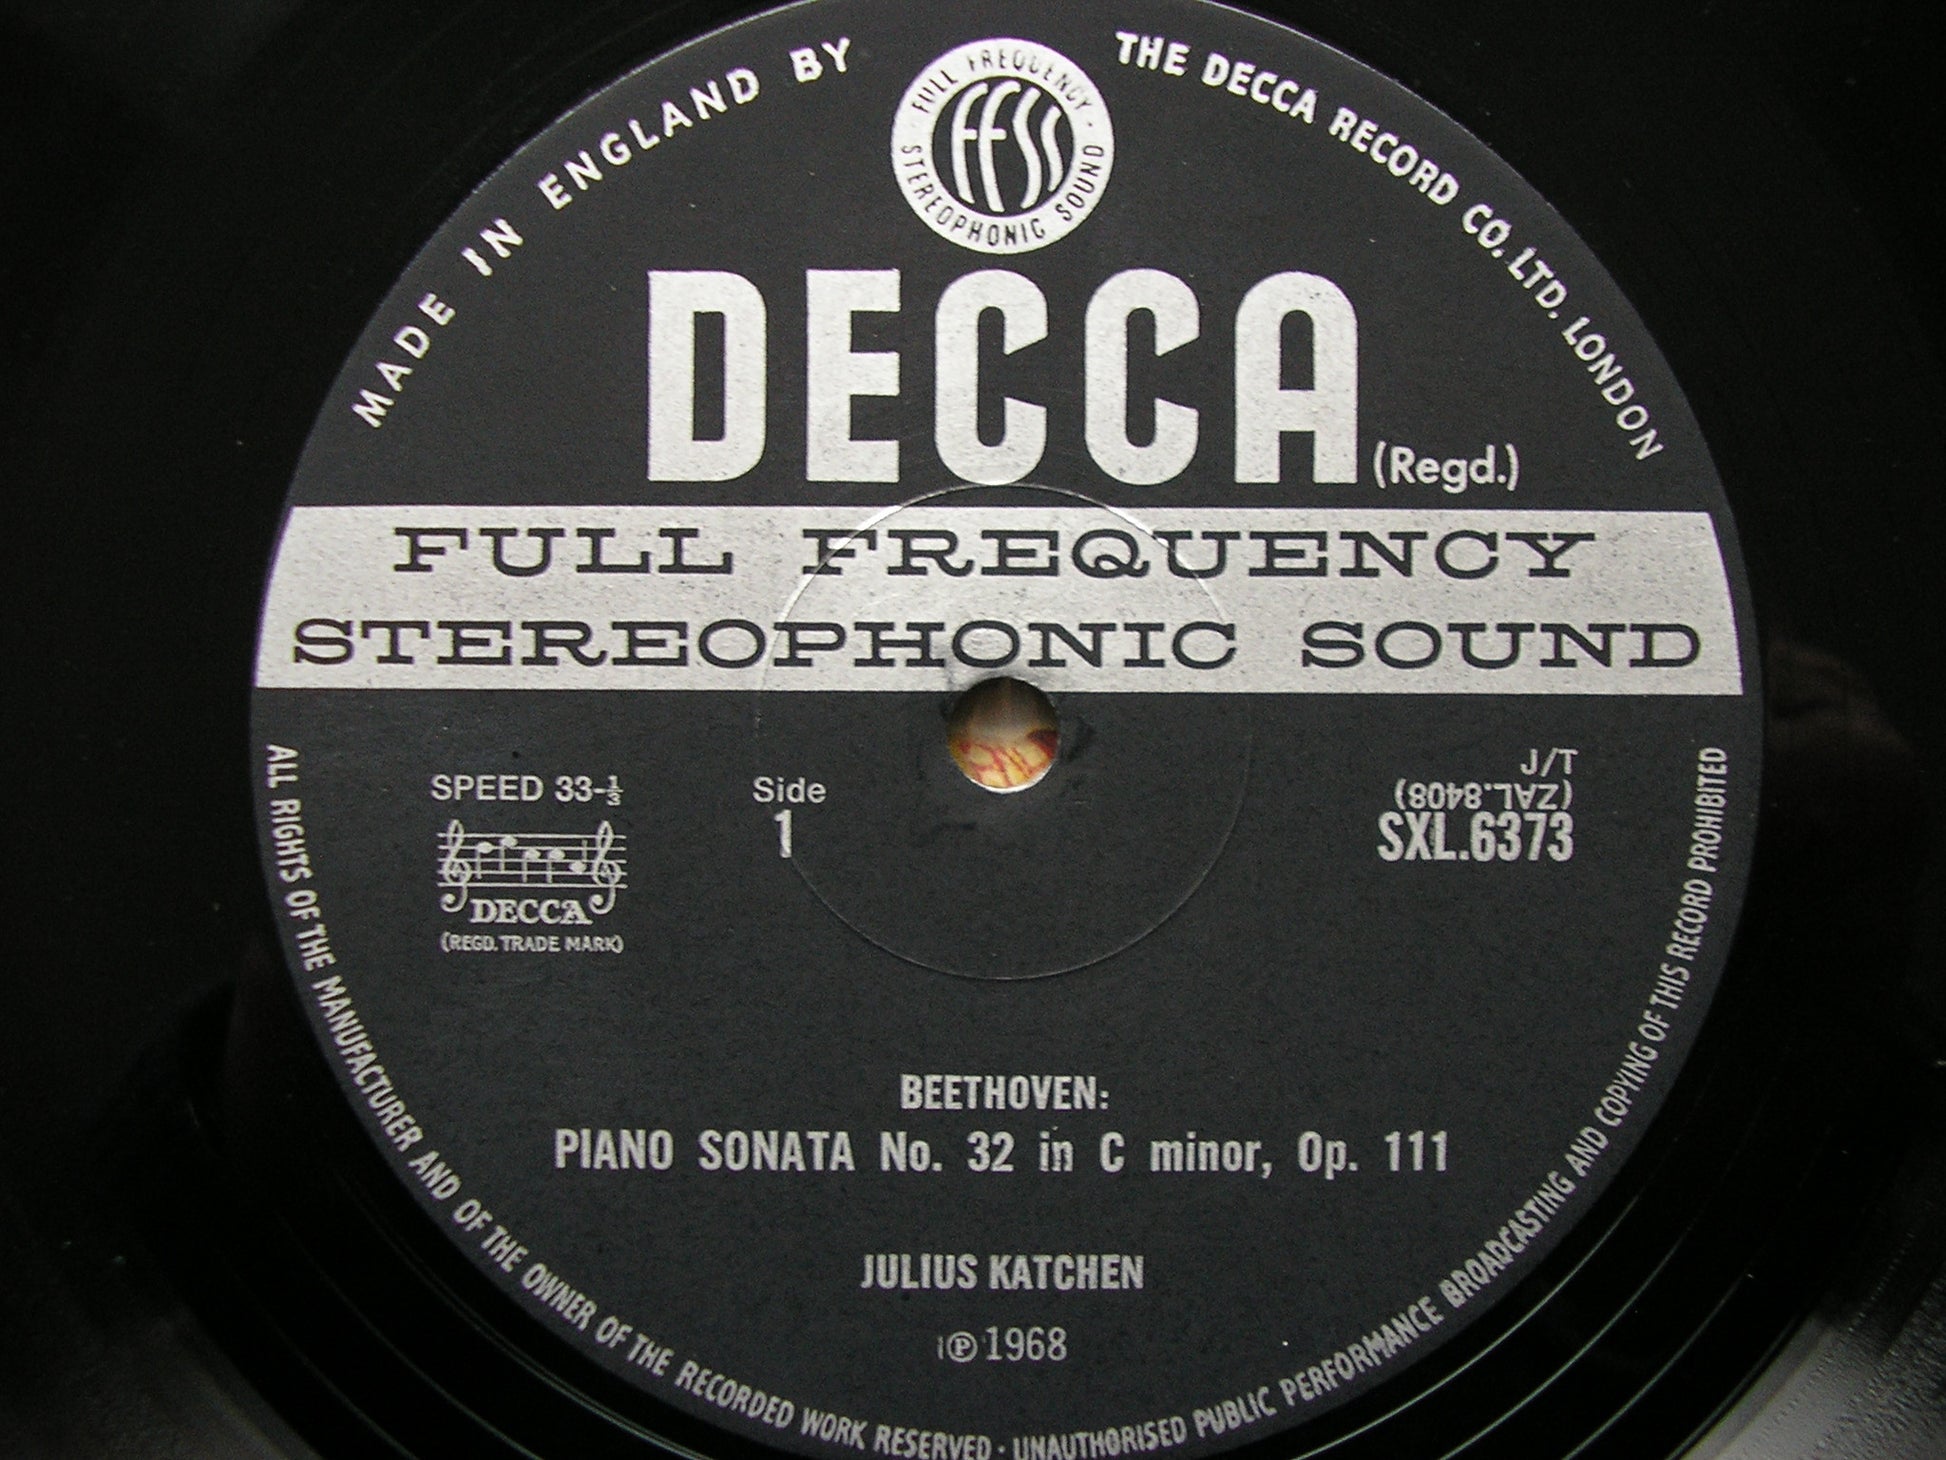 MADE IN ENGLAND BY
THE DECCA RECORD CO. LTD. LONDON
FULL FREQUENCY
ffss
STEREOPHONIC SOUND
DECCA (Regd.)
FULL FREQUENCY
STEREOPHONIC SOUND
J/T
(ZAL.8408)
SPEED 33-⅓
Side
1
SXL.6373
DECCA
(REGD. TRADE MARK)
BEETHOVEN:
PIANO SONATA No. 32 in C minor, Op. 111
JULIUS KATCHEN
℗ 1968
ALL RIGHTS OF THE MANUFACTURER AND OF THE OWNER OF THE RECORDED WORK RESERVED · UNAUTHORISED PUBLIC PERFORMANCE BROADCASTING AND COPYING OF THIS RECORD PROHIBITED